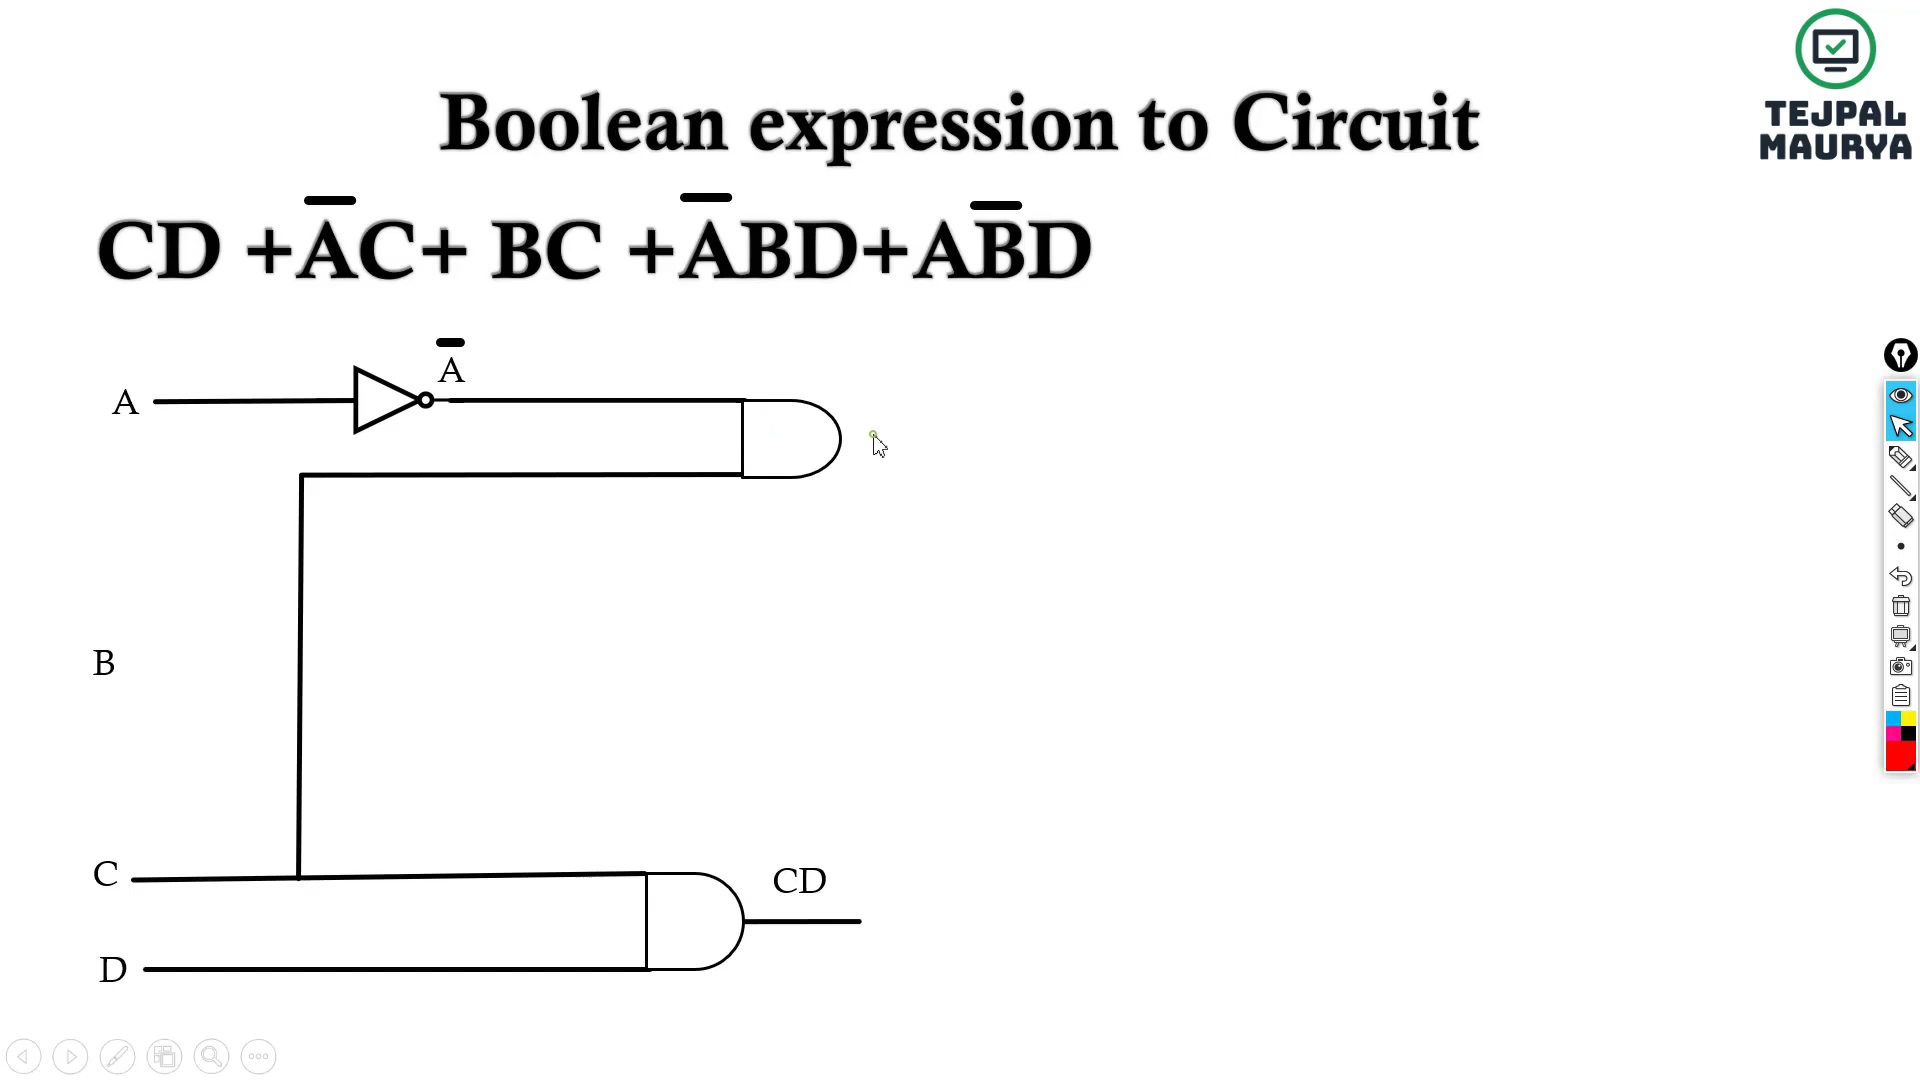 TEJPAL
MAURYA
Boolean expression to Circuit
CD +A̅C+ BC +A̅BD+AB̅D
A̅
A
B
C
CD
D